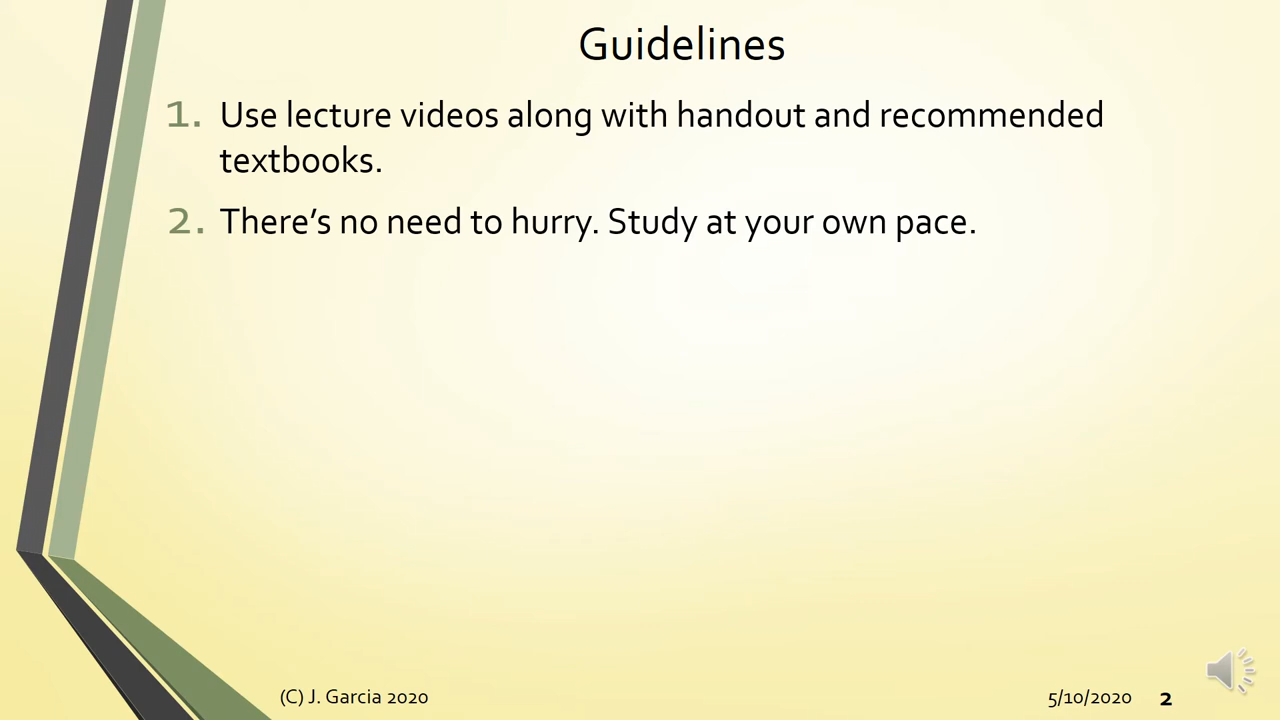 Guidelines
1. Use lecture videos along with handout and recommended
textbooks.
2. There’s no need to hurry. Study at your own pace.
(C) J. Garcia 2020
5/10/2020
2